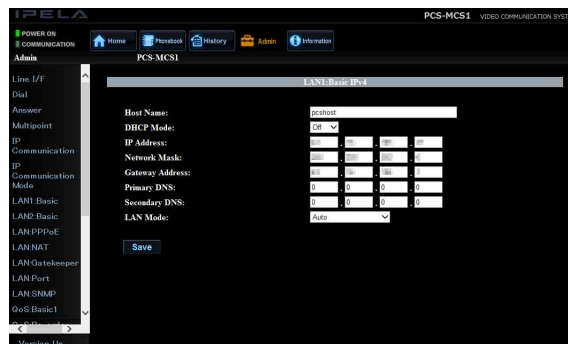 IPELA
PCS-MCS1 VIDEO COMMUNICATION SYST
POWER ON
COMMUNICATION
Home
Phonebook
History
Admin
Information
Admin
PCS-MCS1
Line I/F
Dial
Answer
Multipoint
IP
Communication
IP
Communication
Mode
LAN1:Basic
LAN2:Basic
LAN:PPPoE
LAN:NAT
LAN:Gatekeeper
LAN:Port
LAN:SNMP
QoS:Basic1
Version Up
LAN1:Basic IPv4
Host Name: pcshost
DHCP Mode: Off
IP Address: . . .
Network Mask: . . .
Gateway Address: . . .
Primary DNS: 0 . 0 . 0 . 0
Secondary DNS: 0 . 0 . 0 . 0
LAN Mode: Auto
Save